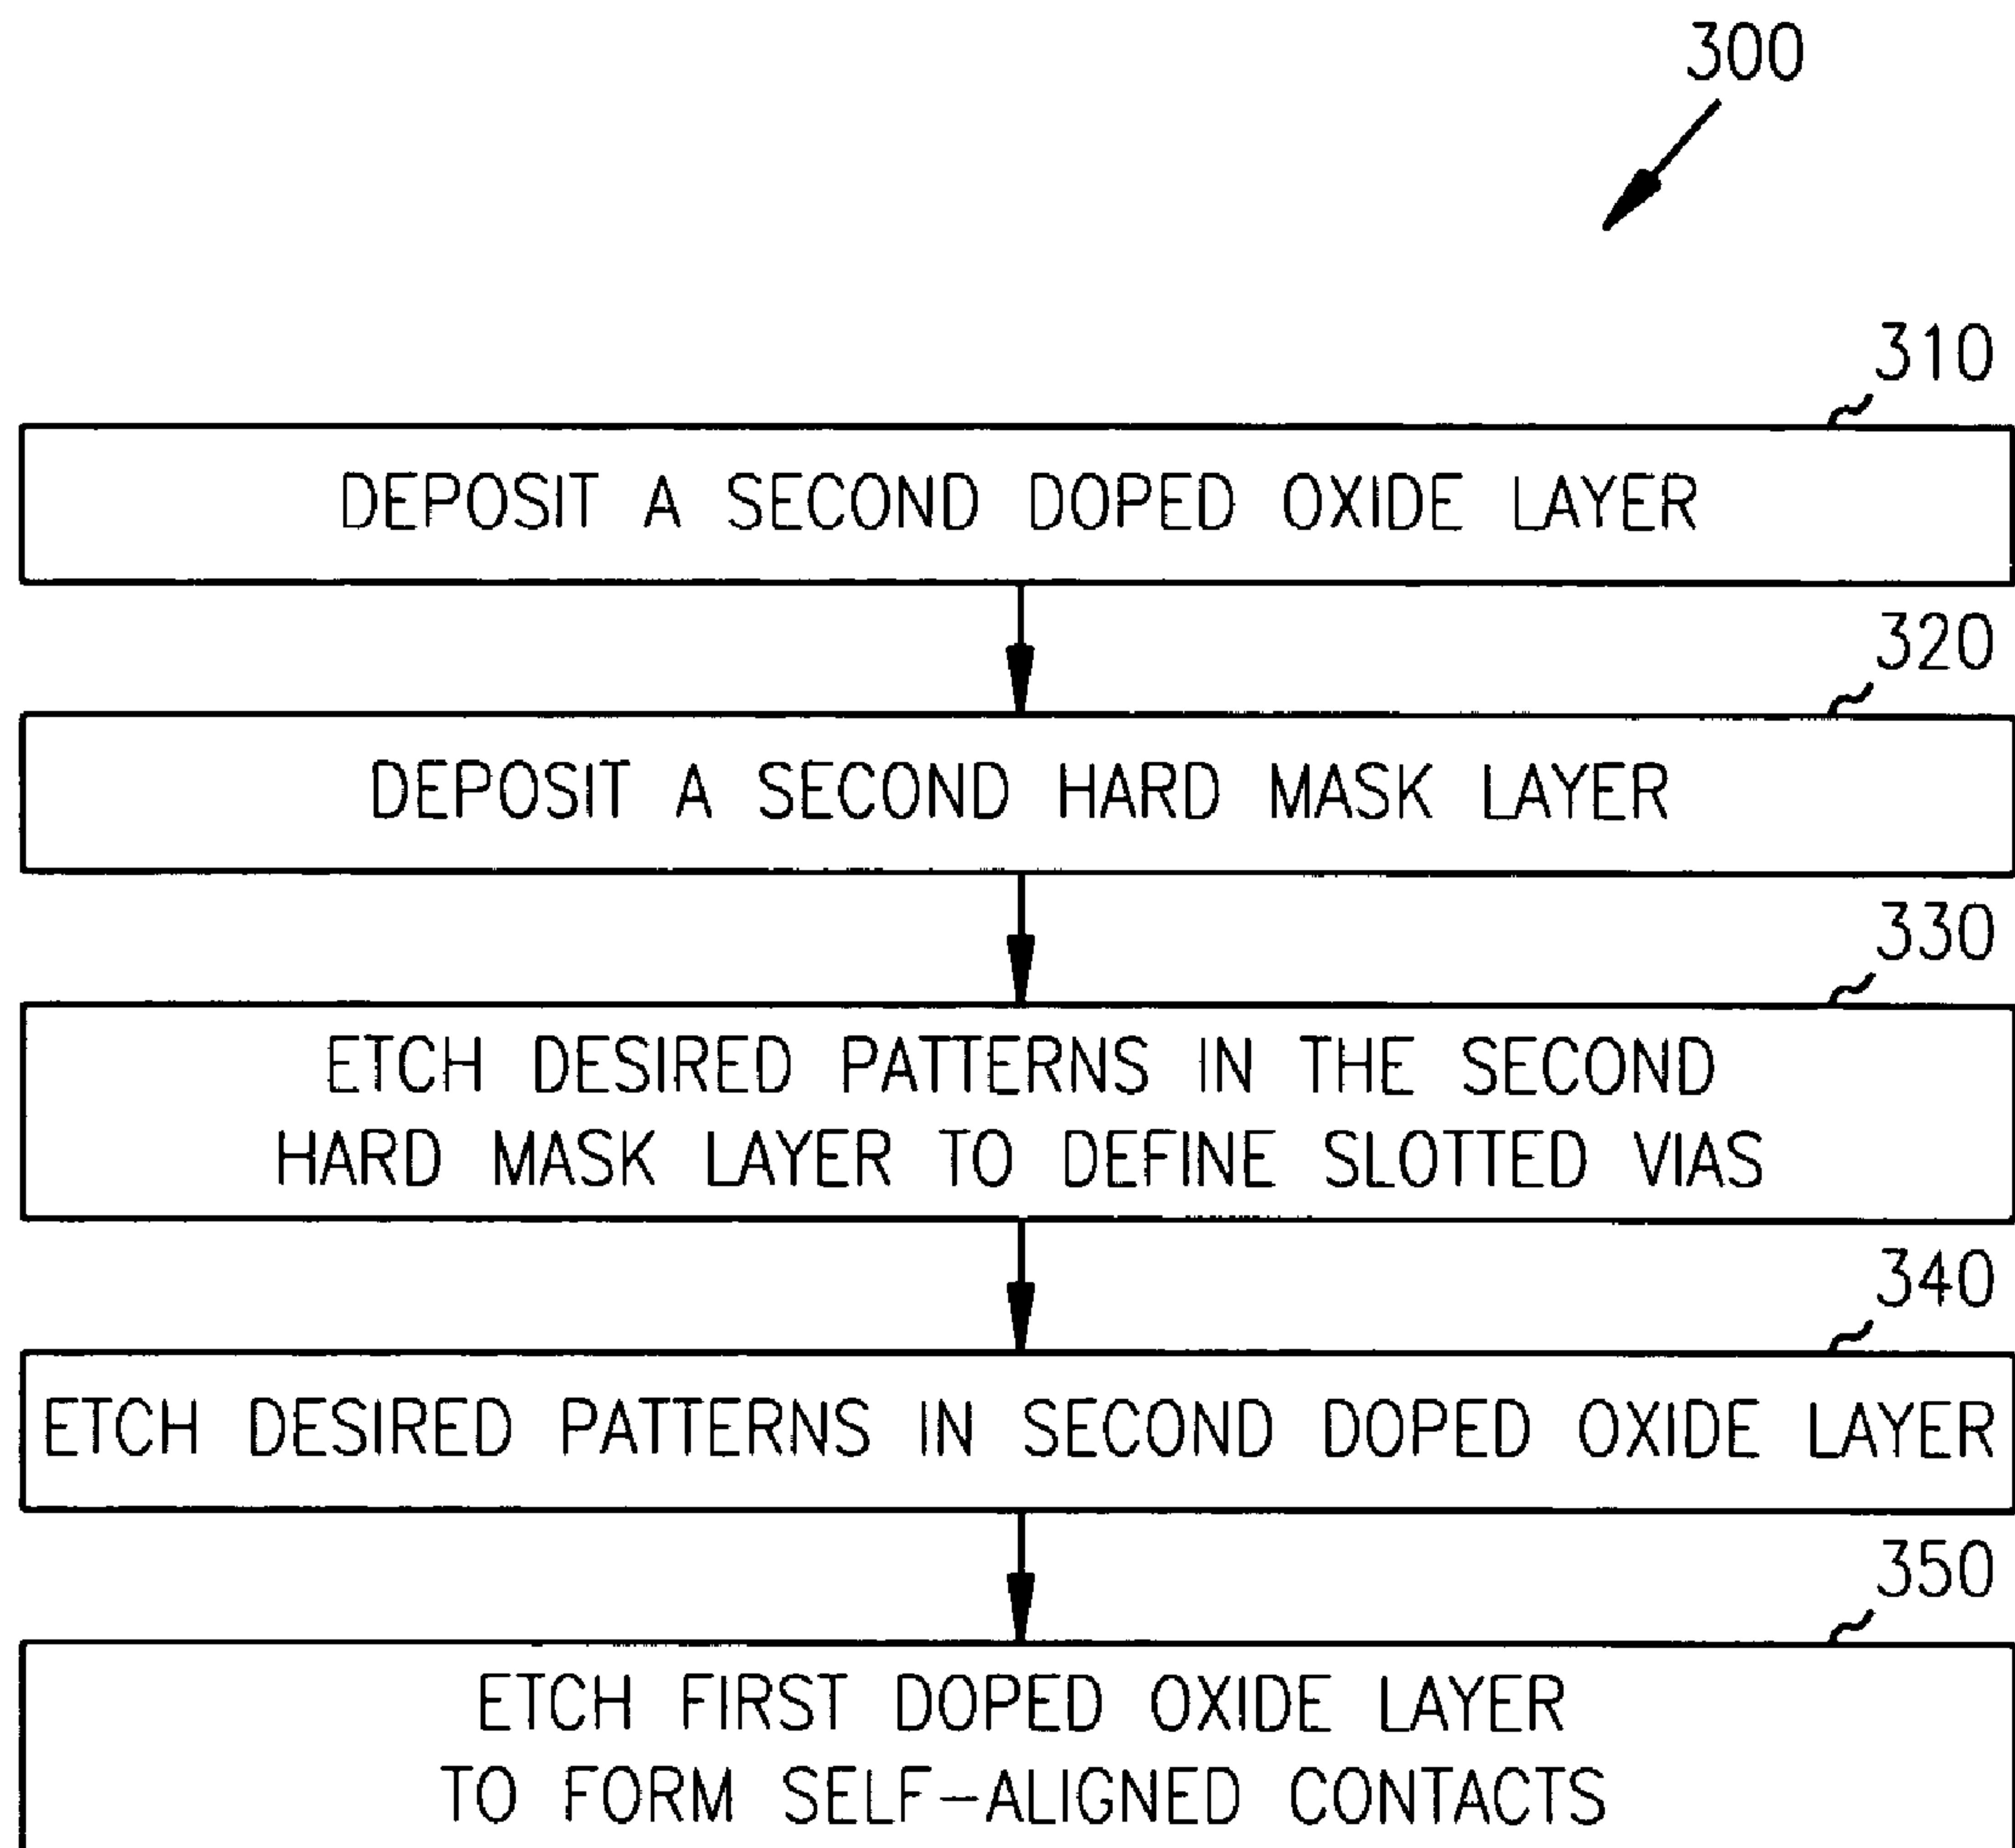 300
310
DEPOSIT A SECOND DOPED OXIDE LAYER
320
DEPOSIT A SECOND HARD MASK LAYER
330
ETCH DESIRED PATTERNS IN THE SECOND
HARD MASK LAYER TO DEFINE SLOTTED VIAS
340
ETCH DESIRED PATTERNS IN SECOND DOPED OXIDE LAYER
350
ETCH FIRST DOPED OXIDE LAYER
TO FORM SELF-ALIGNED CONTACTS